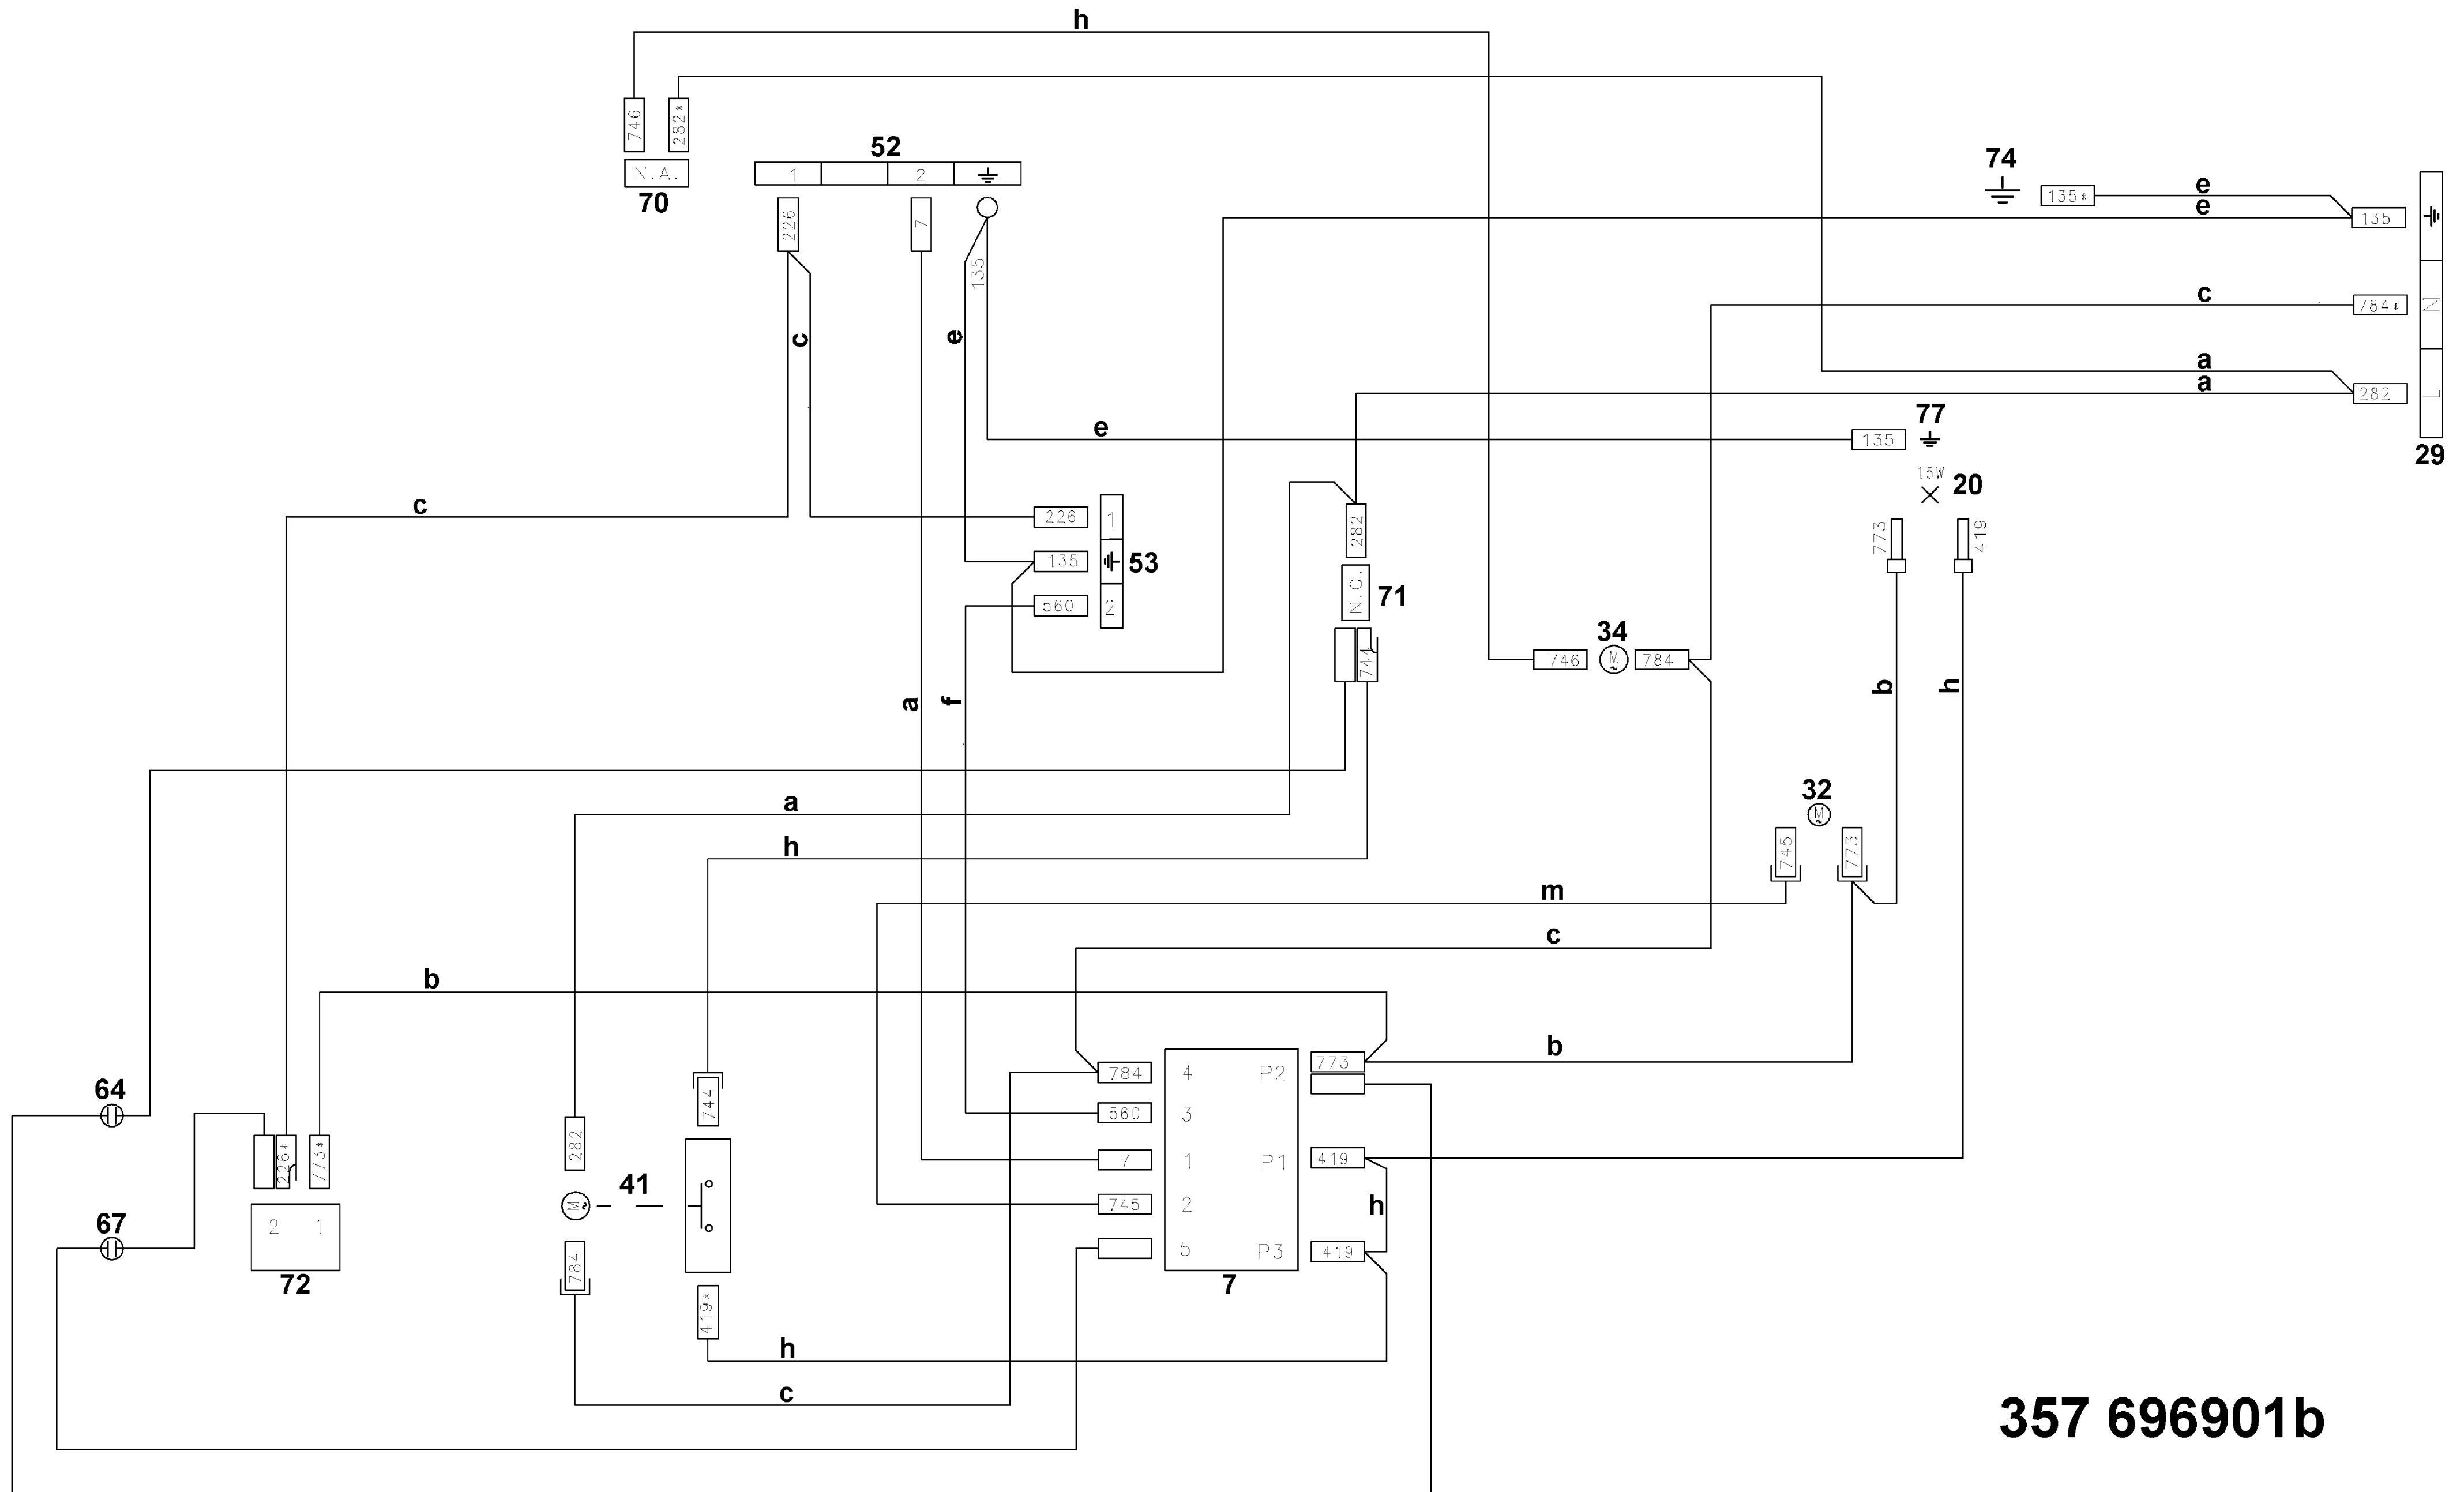 h
746
282*
N.A.
70
52
1
2
226
7
135
74
135*
e
e
135
c
784*
N
a
a
282
L
29
e
c
e
77
135
15W
20
773
419
c
226
1
135
53
560
2
282
N.C.
71
744
34
746
M
784
a
f
b
h
32
M
745
773
a
h
m
c
b
b
64
67
226*
773*
2
1
72
744
282
M
41
784
419*
784
4
P2
773
560
3
7
1
P1
419
745
2
h
5
P3
419
7
h
c
357 696901b